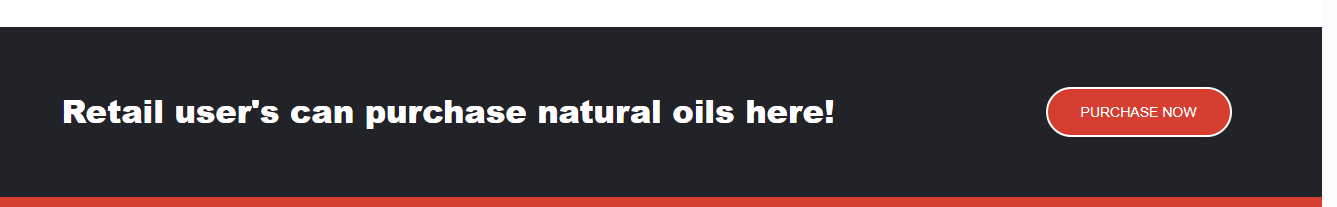 Retail user's can purchase natural oils here!
PURCHASE NOW